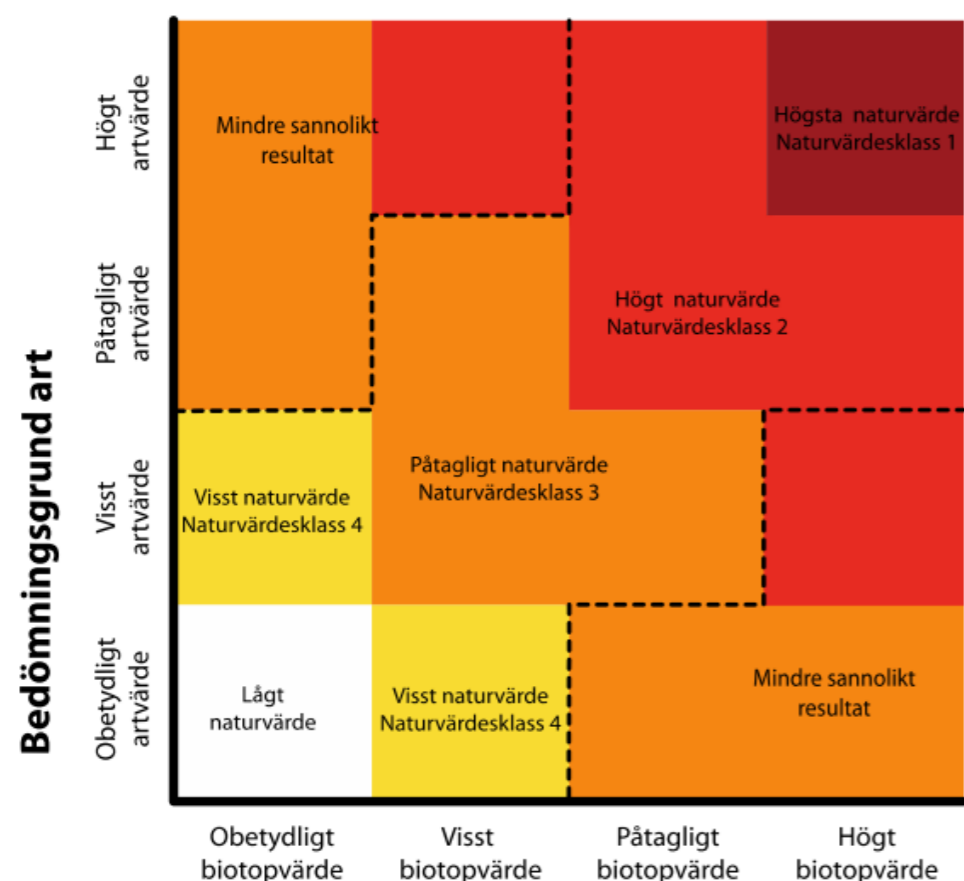 Bedömningsgrund art
Högt
artvärde
Påtagligt
artvärde
Visst
artvärde
Obetydligt
artvärde
Mindre sannolikt
resultat
Högsta naturvärde
Naturvärdesklass 1
Högt naturvärde
Naturvärdesklass 2
Påtagligt naturvärde
Naturvärdesklass 3
Visst naturvärde
Naturvärdesklass 4
Lågt
naturvärde
Visst naturvärde
Naturvärdesklass 4
Mindre sannolikt
resultat
Obetydligt
biotopvärde
Visst
biotopvärde
Påtagligt
biotopvärde
Högt
biotopvärde